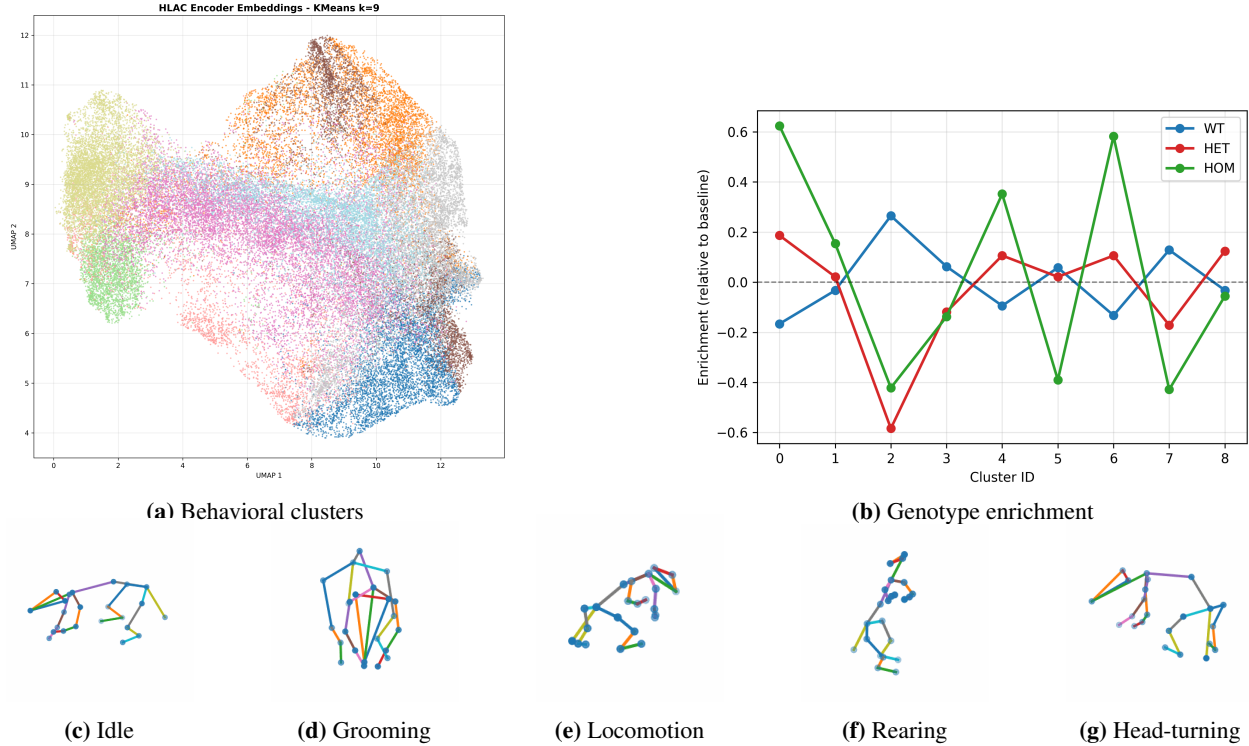 HLAC Encoder Embeddings - KMeans k=9
12
11
10
9
8
7
6
5
4
UMAP 2
0 2 4 6 8 10 12
UMAP 1
(a) Behavioral clusters
0.6
0.4
0.2
0.0
−0.2
−0.4
−0.6
Enrichment (relative to baseline)
WT
HET
HOM
0 1 2 3 4 5 6 7 8
Cluster ID
(b) Genotype enrichment
(c) Idle
(d) Grooming
(e) Locomotion
(f) Rearing
(g) Head-turning